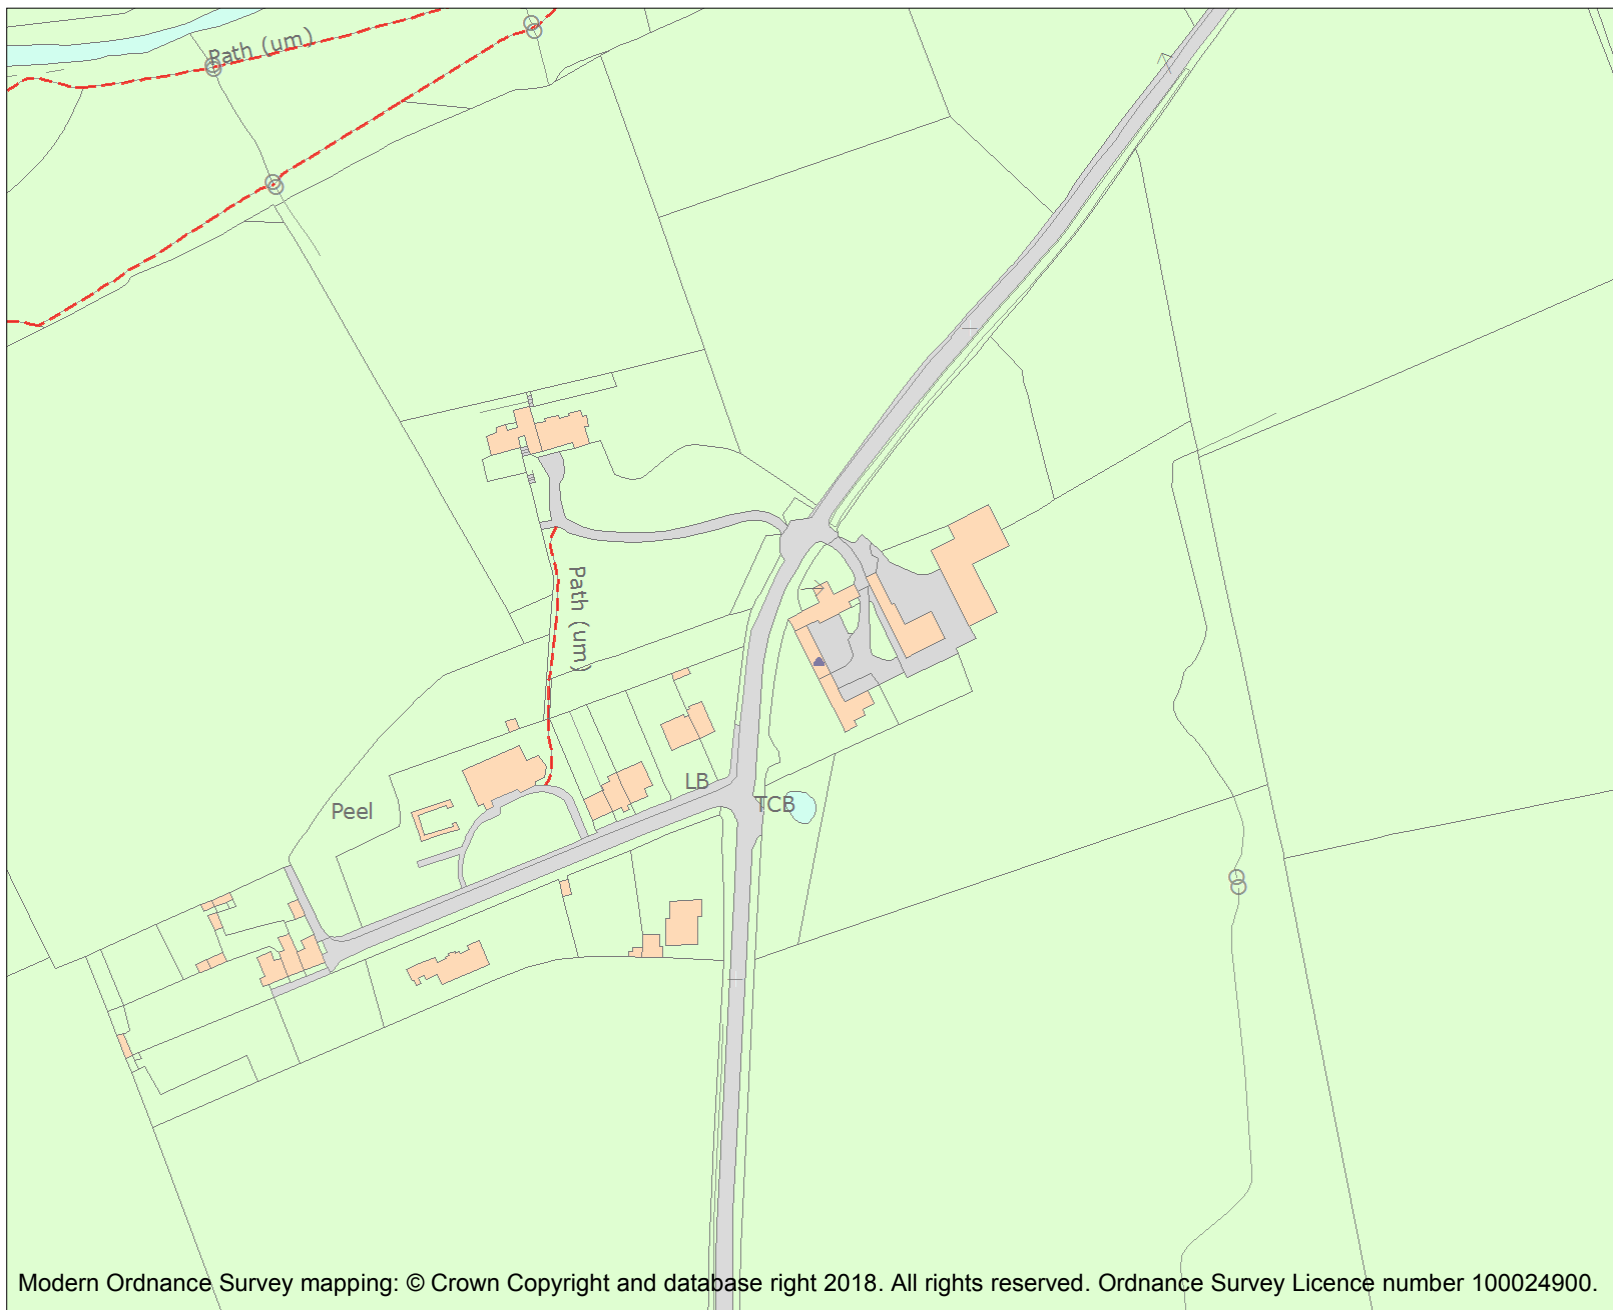 Path (um)
Path (um)
LB
TCB
Peel
Modern Ordnance Survey mapping: © Crown Copyright and database right 2018. All rights reserved. Ordnance Survey Licence number 100024900.